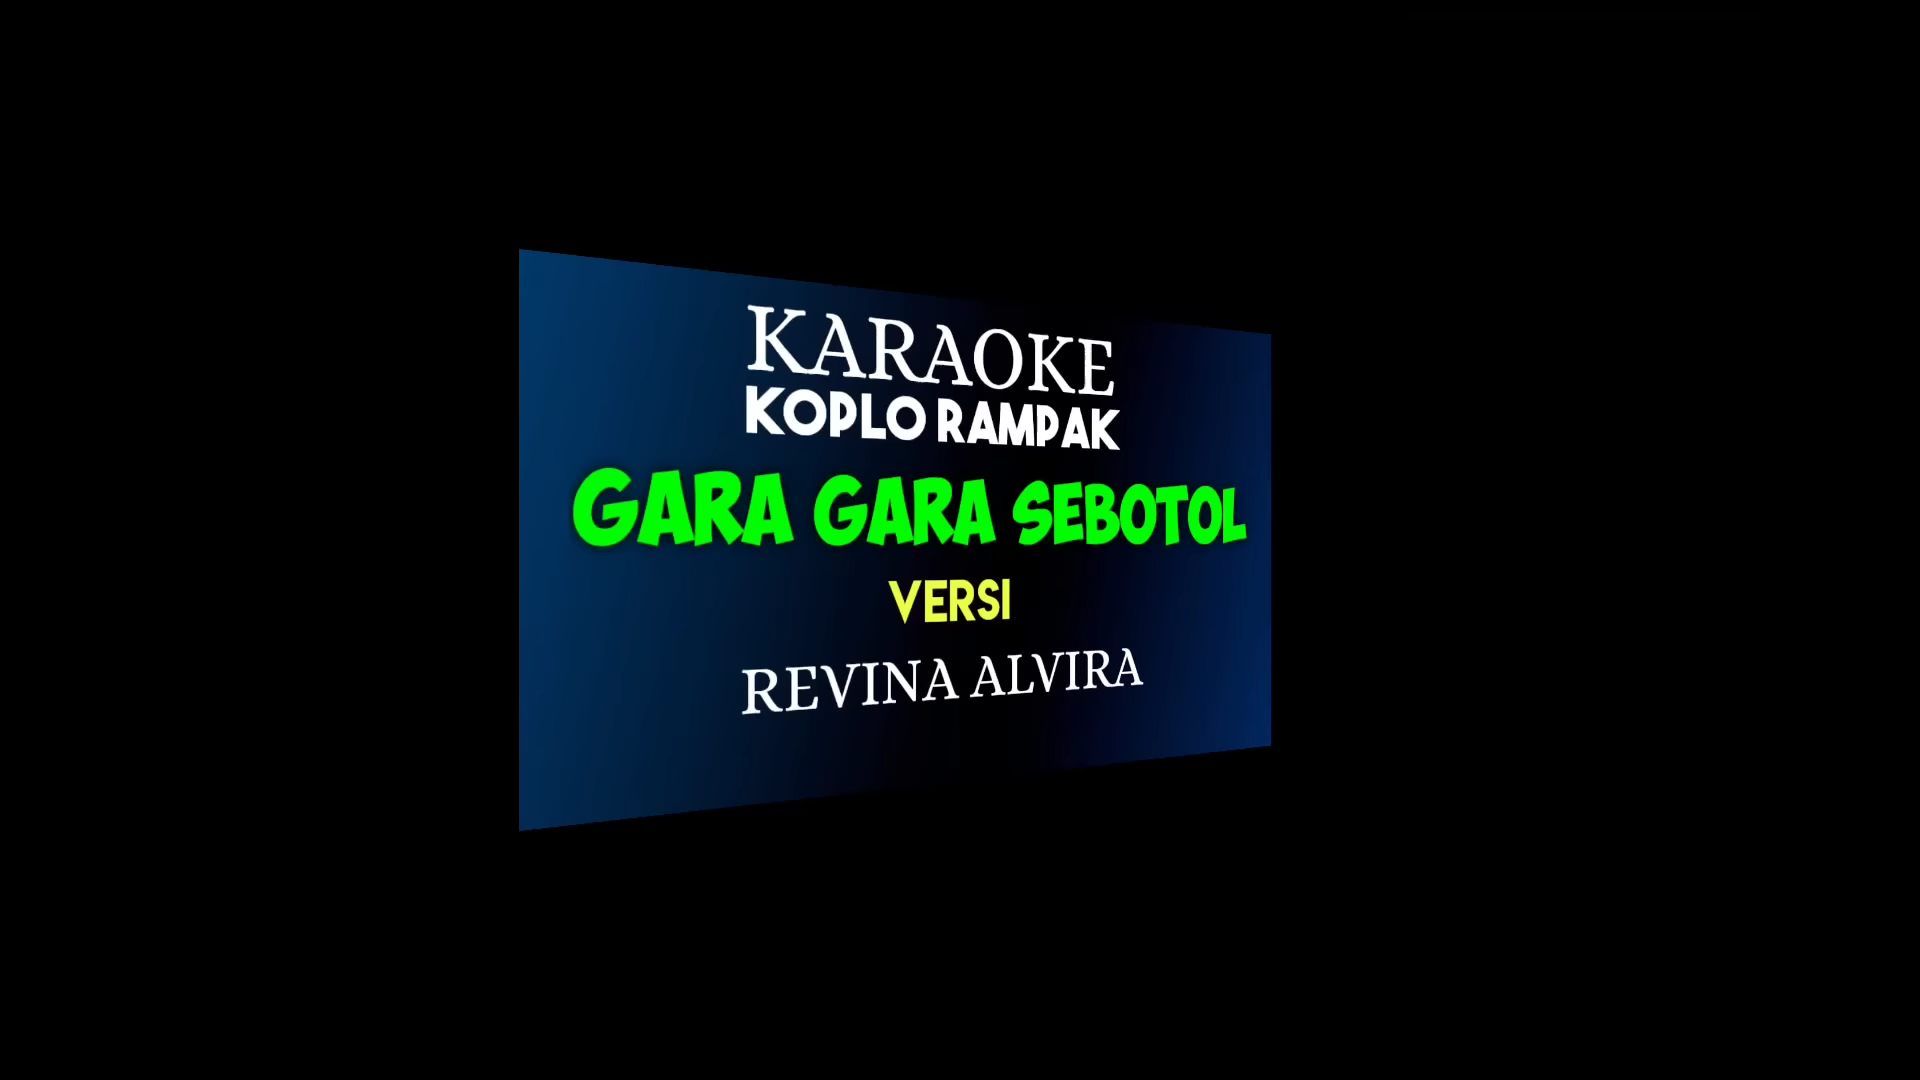 KARAOKE
KOPLO RAMPAK
GARA GARA SEBOTOL
VERSI
REVINA ALVIRA